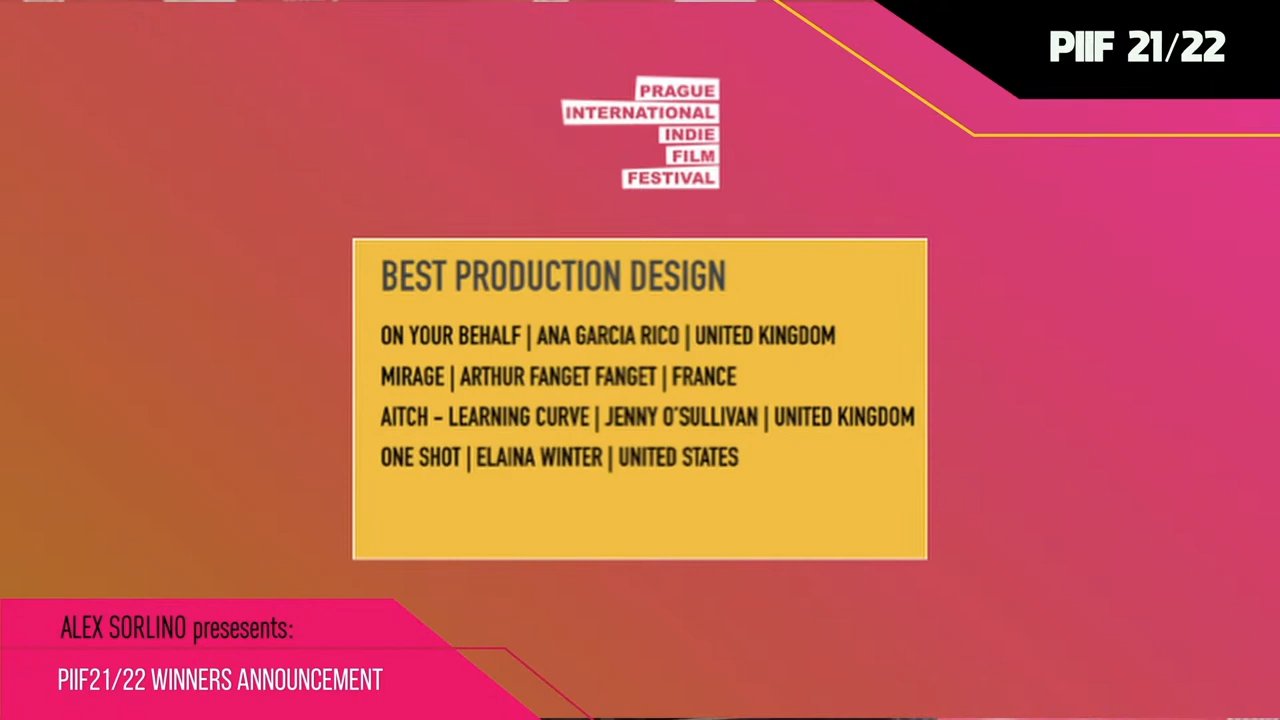 PIIF 21/22
PRAGUE
INTERNATIONAL
INDIE
FILM
FESTIVAL
BEST PRODUCTION DESIGN
ON YOUR BEHALF | ANA GARCIA RICO | UNITED KINGDOM
MIRAGE | ARTHUR FANGET FANGET | FRANCE
AITCH - LEARNING CURVE | JENNY O'SULLIVAN | UNITED KINGDOM
ONE SHOT | ELAINA WINTER | UNITED STATES
ALEX SORLINO presesents:
PIIF21/22 WINNERS ANNOUNCEMENT